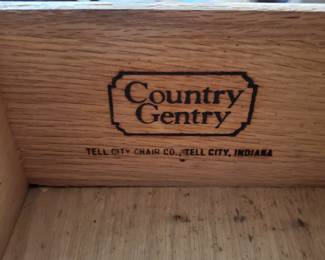 Country
Gentry
TELL CITY CHAIR CO., TELL CITY, INDIANA